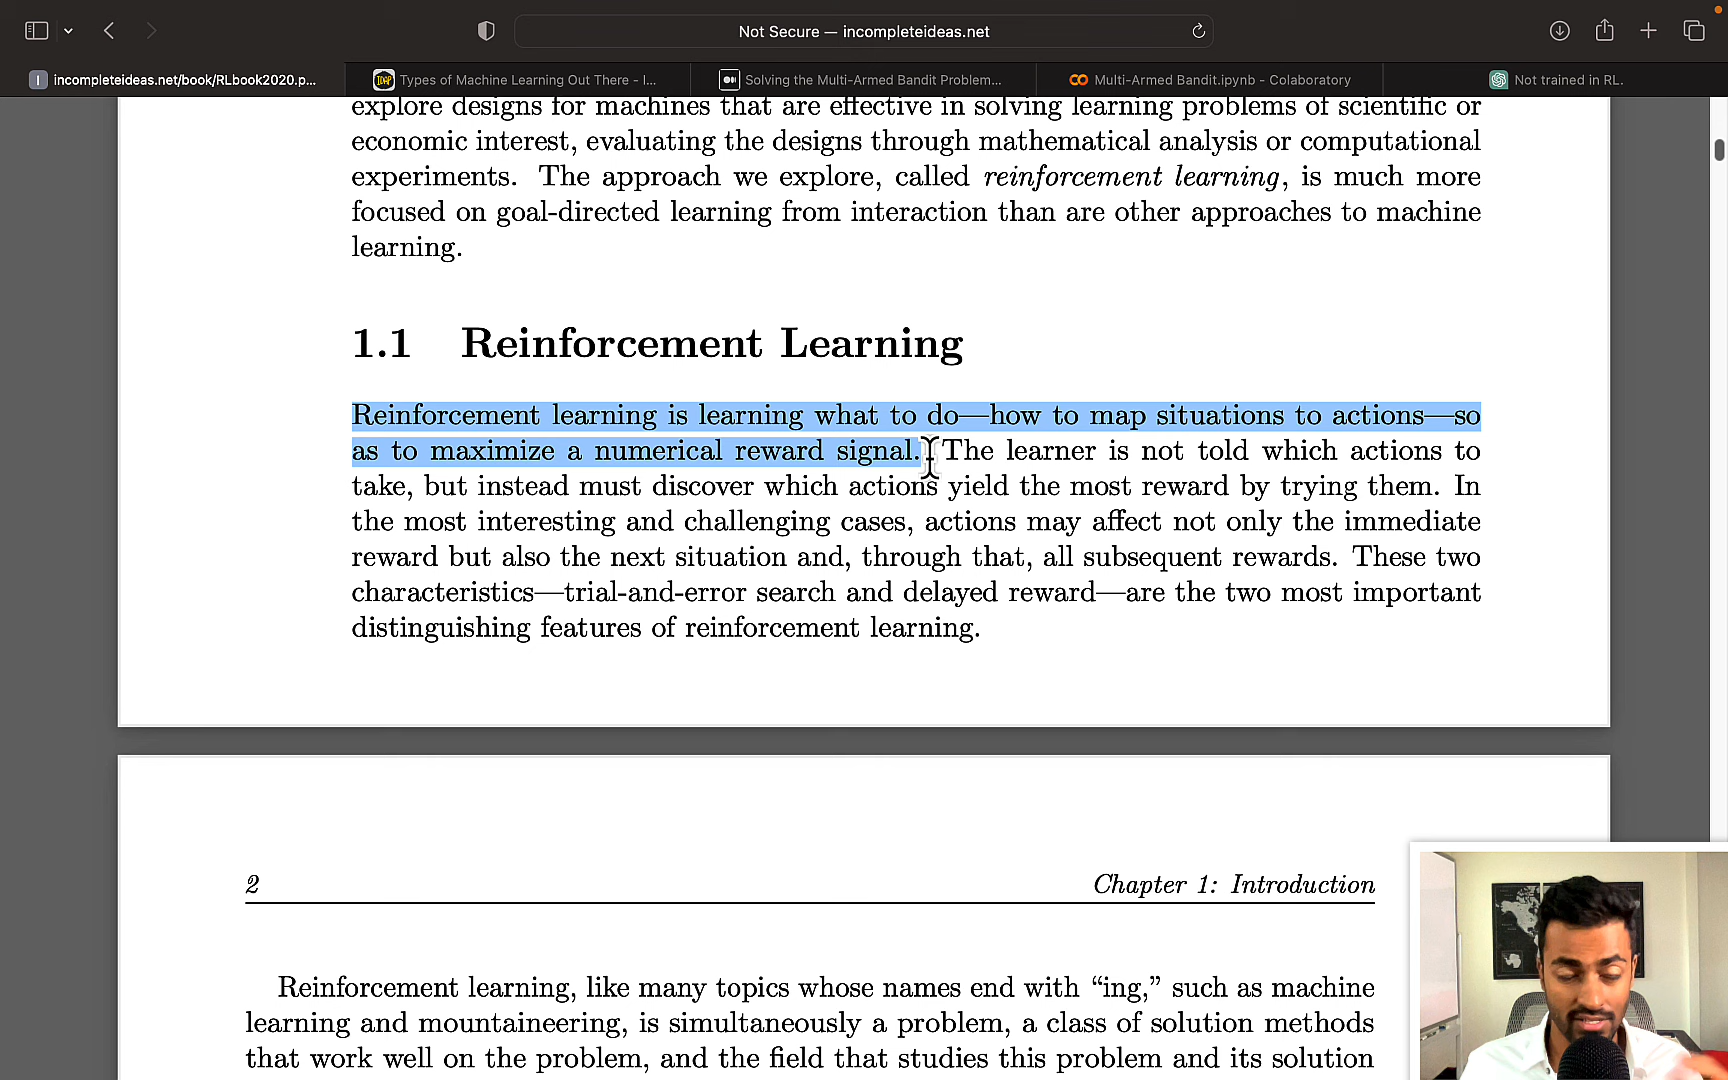 Not Secure — incompleteideas.net
incompleteideas.net/book/RLbook2020.p...
Types of Machine Learning Out There - I...
Solving the Multi-Armed Bandit Problem...
Multi-Armed Bandit.ipynb - Colaboratory
Not trained in RL.
explore designs for machines that are effective in solving learning problems of scientific or
economic interest, evaluating the designs through mathematical analysis or computational
experiments. The approach we explore, called reinforcement learning, is much more
focused on goal-directed learning from interaction than are other approaches to machine
learning.
1.1 Reinforcement Learning
Reinforcement learning is learning what to do—how to map situations to actions—so
as to maximize a numerical reward signal. The learner is not told which actions to
take, but instead must discover which actions yield the most reward by trying them. In
the most interesting and challenging cases, actions may affect not only the immediate
reward but also the next situation and, through that, all subsequent rewards. These two
characteristics—trial-and-error search and delayed reward—are the two most important
distinguishing features of reinforcement learning.
2 Chapter 1: Introduction
Reinforcement learning, like many topics whose names end with “ing,” such as machine
learning and mountaineering, is simultaneously a problem, a class of solution methods
that work well on the problem, and the field that studies this problem and its solution